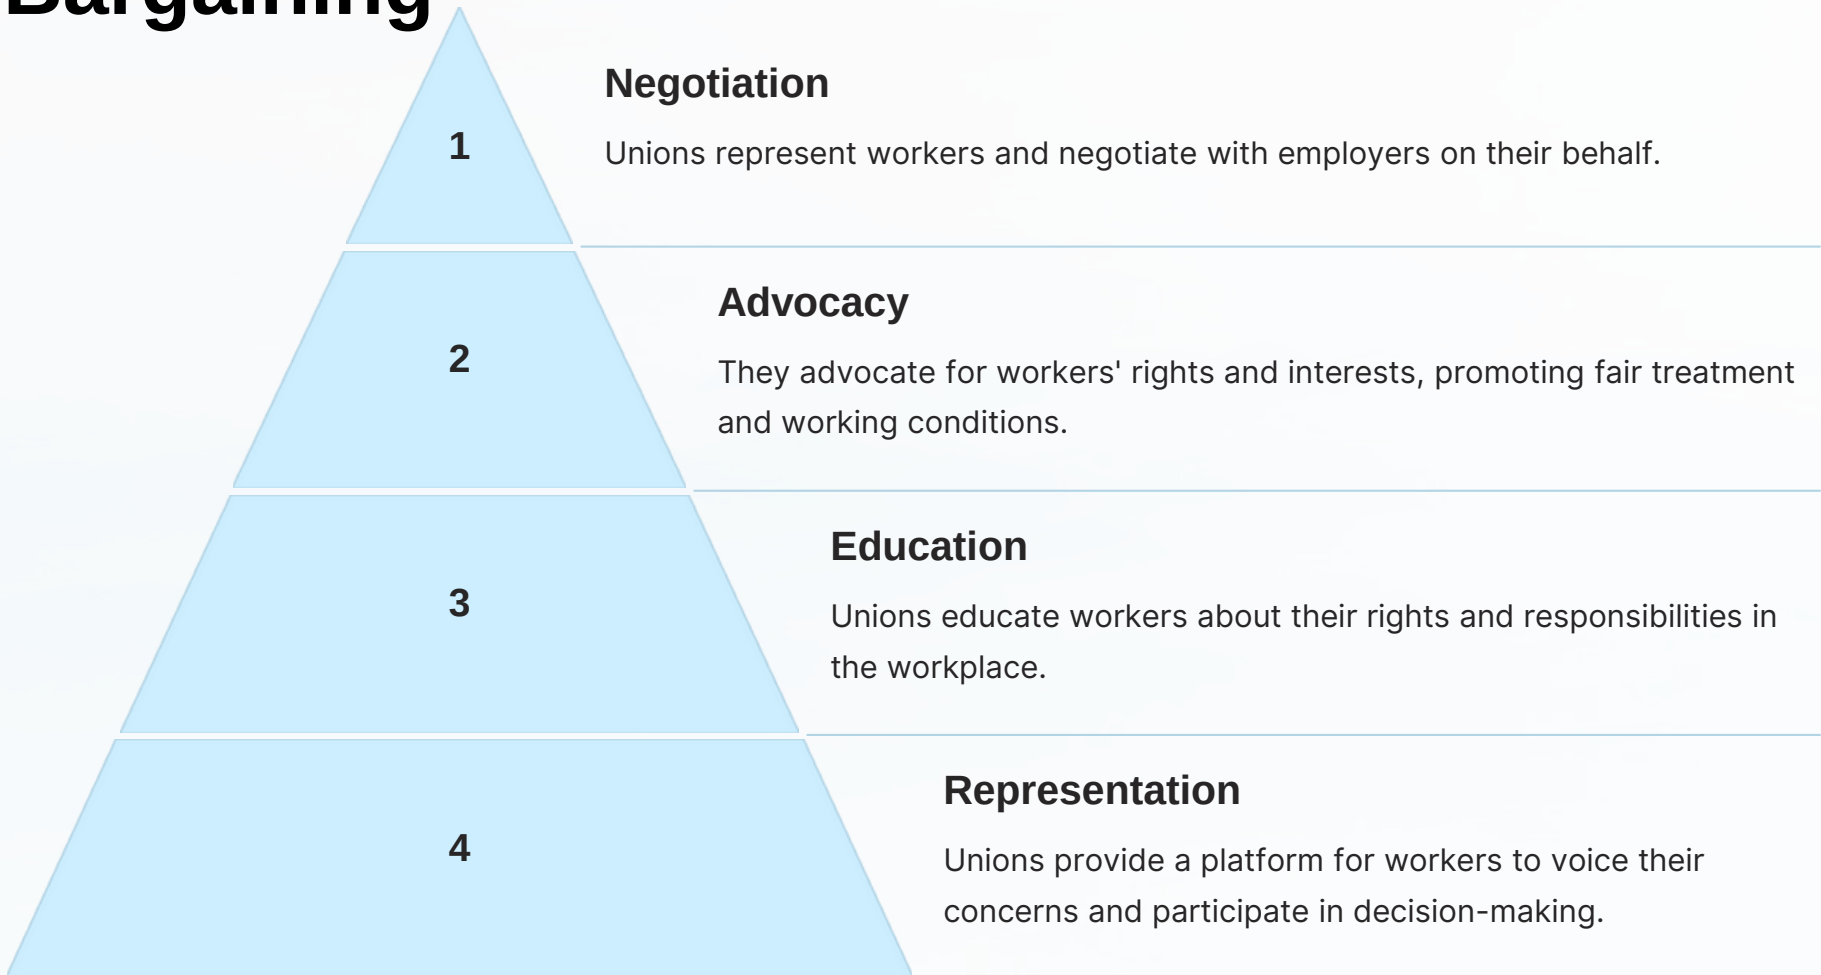 Bargaining
Negotiation
1
Unions represent workers and negotiate with employers on their behalf.
Advocacy
2
They advocate for workers' rights and interests, promoting fair treatment
and working conditions.
Education
3
Unions educate workers about their rights and responsibilities in
the workplace.
Representation
4
Unions provide a platform for workers to voice their
concerns and participate in decision-making.